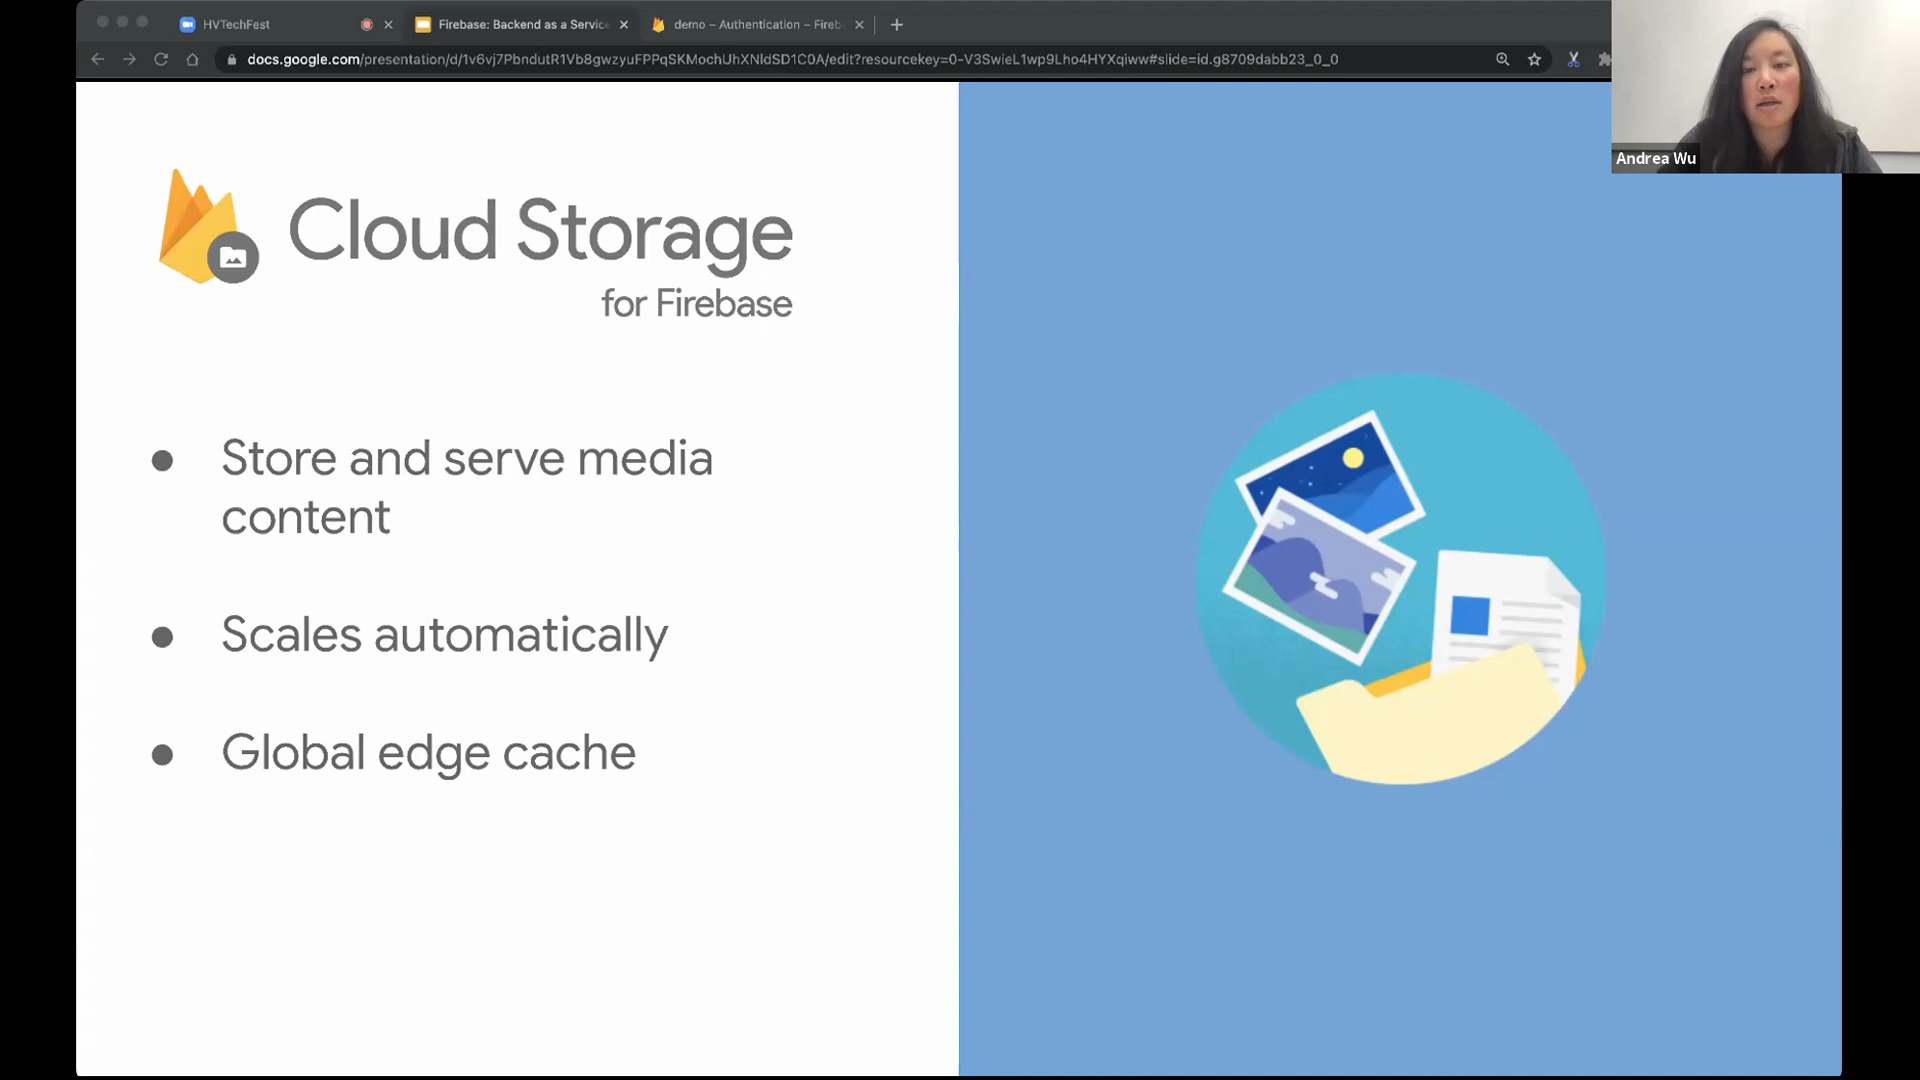 HVTechFest
Firebase: Backend as a Service
demo – Authentication – Fireb
docs.google.com/presentation/d/1v6vj7PbndutR1Vb8gwzyuFPPqSKMochUhXNldSD1C0A/edit?resourcekey=0-V3SwieL1wp9Lho4HYXqiww#slide=id.g8709dabb23_0_0
Andrea Wu
Cloud Storage
for Firebase
● Store and serve media
content
● Scales automatically
● Global edge cache